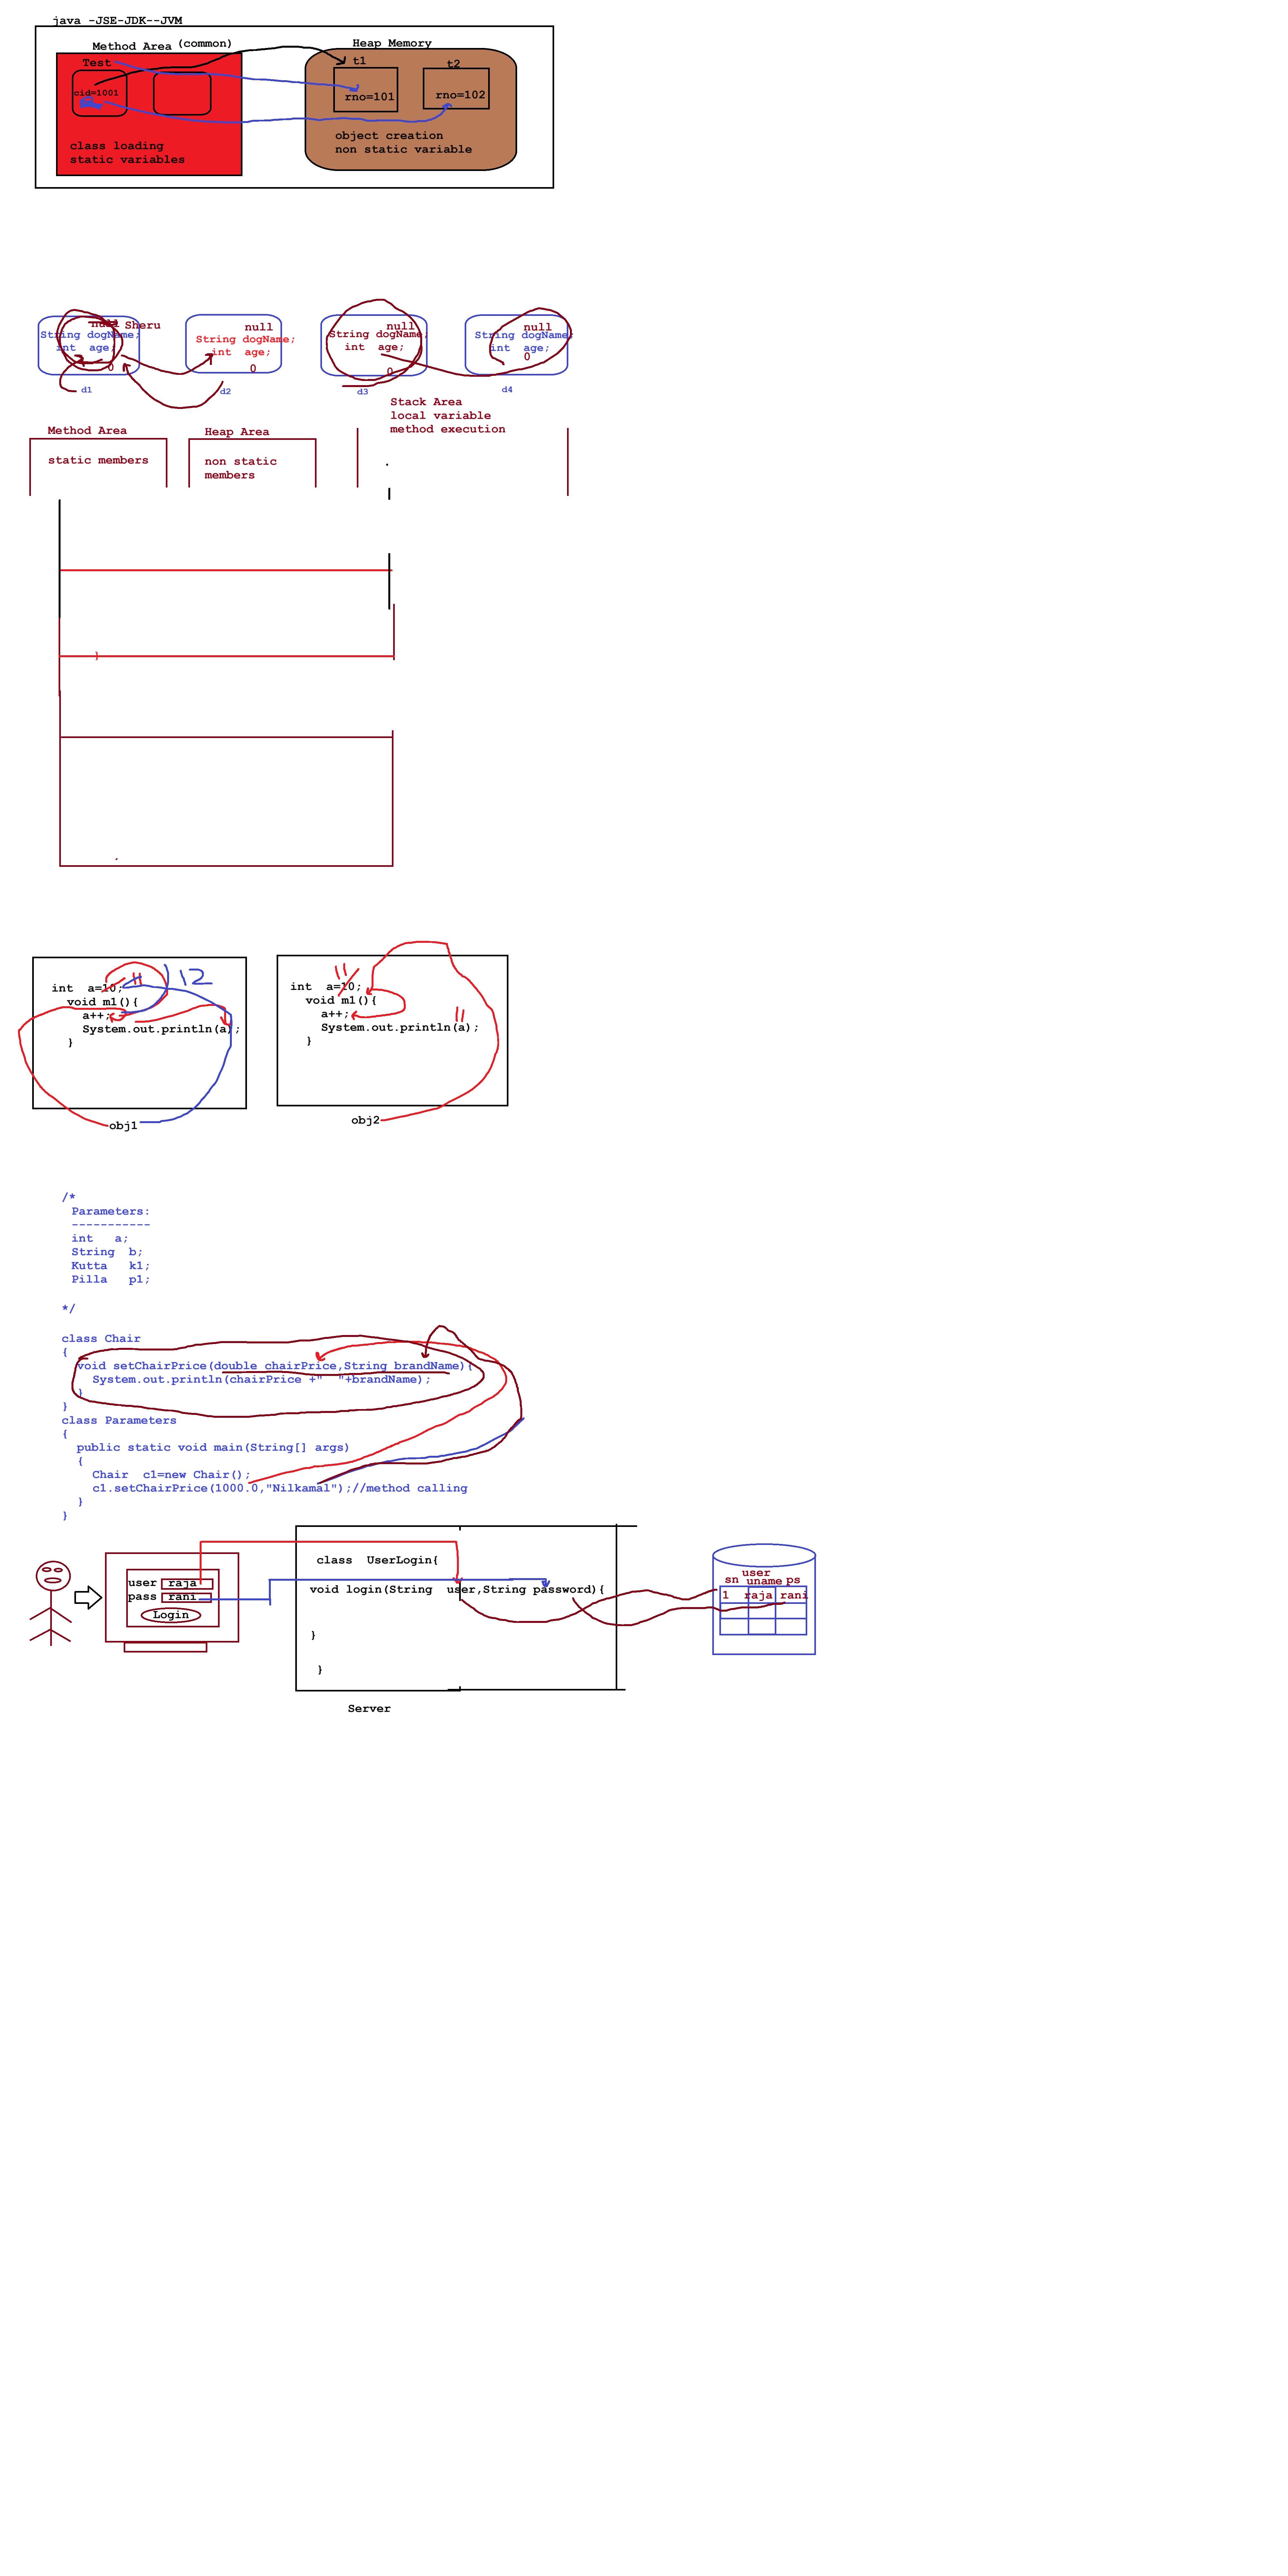 java -JSE-JDK--JVM
Method Area (common)
Heap Memory
Test
t1
t2
cid=1001
rno=101
rno=102
class loading
static variables
object creation
non static variable
null Sheru
String dogName;
int age;
0
d1
null
String dogName;
int age;
0
d2
null
String dogName;
int age;
0
d3
null
String dogName;
int age;
0
d4
Method Area
static members
Heap Area
non static
members
Stack Area
local variable
method execution
11 12
int a=10;
void m1(){
a++;
System.out.println(a);
}
obj1
11
int a=10;
void m1(){
a++;
11
System.out.println(a);
}
obj2
/*
Parameters:
-----------
int a;
String b;
Kutta k1;
Pilla p1;
*/
class Chair
{
void setChairPrice(double chairPrice,String brandName){
System.out.println(chairPrice +" "+brandName);
}
}
class Parameters
{
public static void main(String[] args)
{
Chair c1=new Chair();
c1.setChairPrice(1000.0,"Nilkamal");//method calling
}
}
user raja
pass rani
Login
class UserLogin{
void login(String user,String password){
}
}
Server
user
sn uname ps
1 raja rani